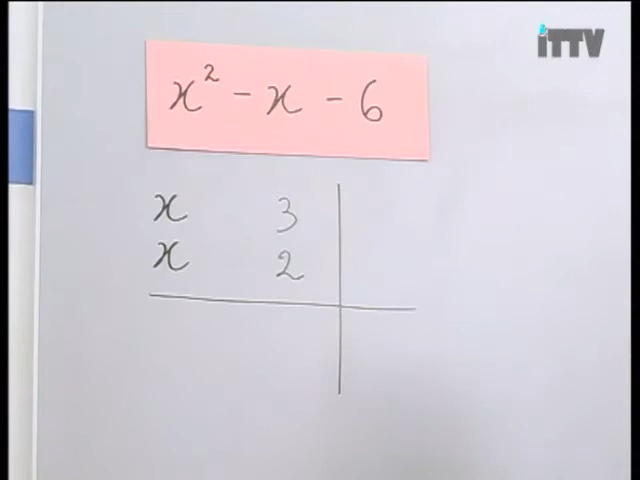 iTTV
x² - x - 6
x 3
x 2